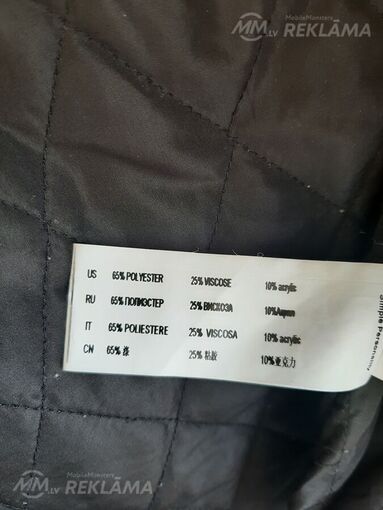 MM.LV MobileMonsters REKLĀMA
US 65% POLYESTER 25% VISCOSE 10% acrylic
RU 65% ПОЛИЭСТЕР 25% ВИСКОЗА 10%Акрил
IT 65% POLIESTERE 25% VISCOSA 10% acrylic
CN 65% 涤 25% 粘胶 10%亚克力
Simple Personality
MM.LV MobileMonsters REKLĀMA